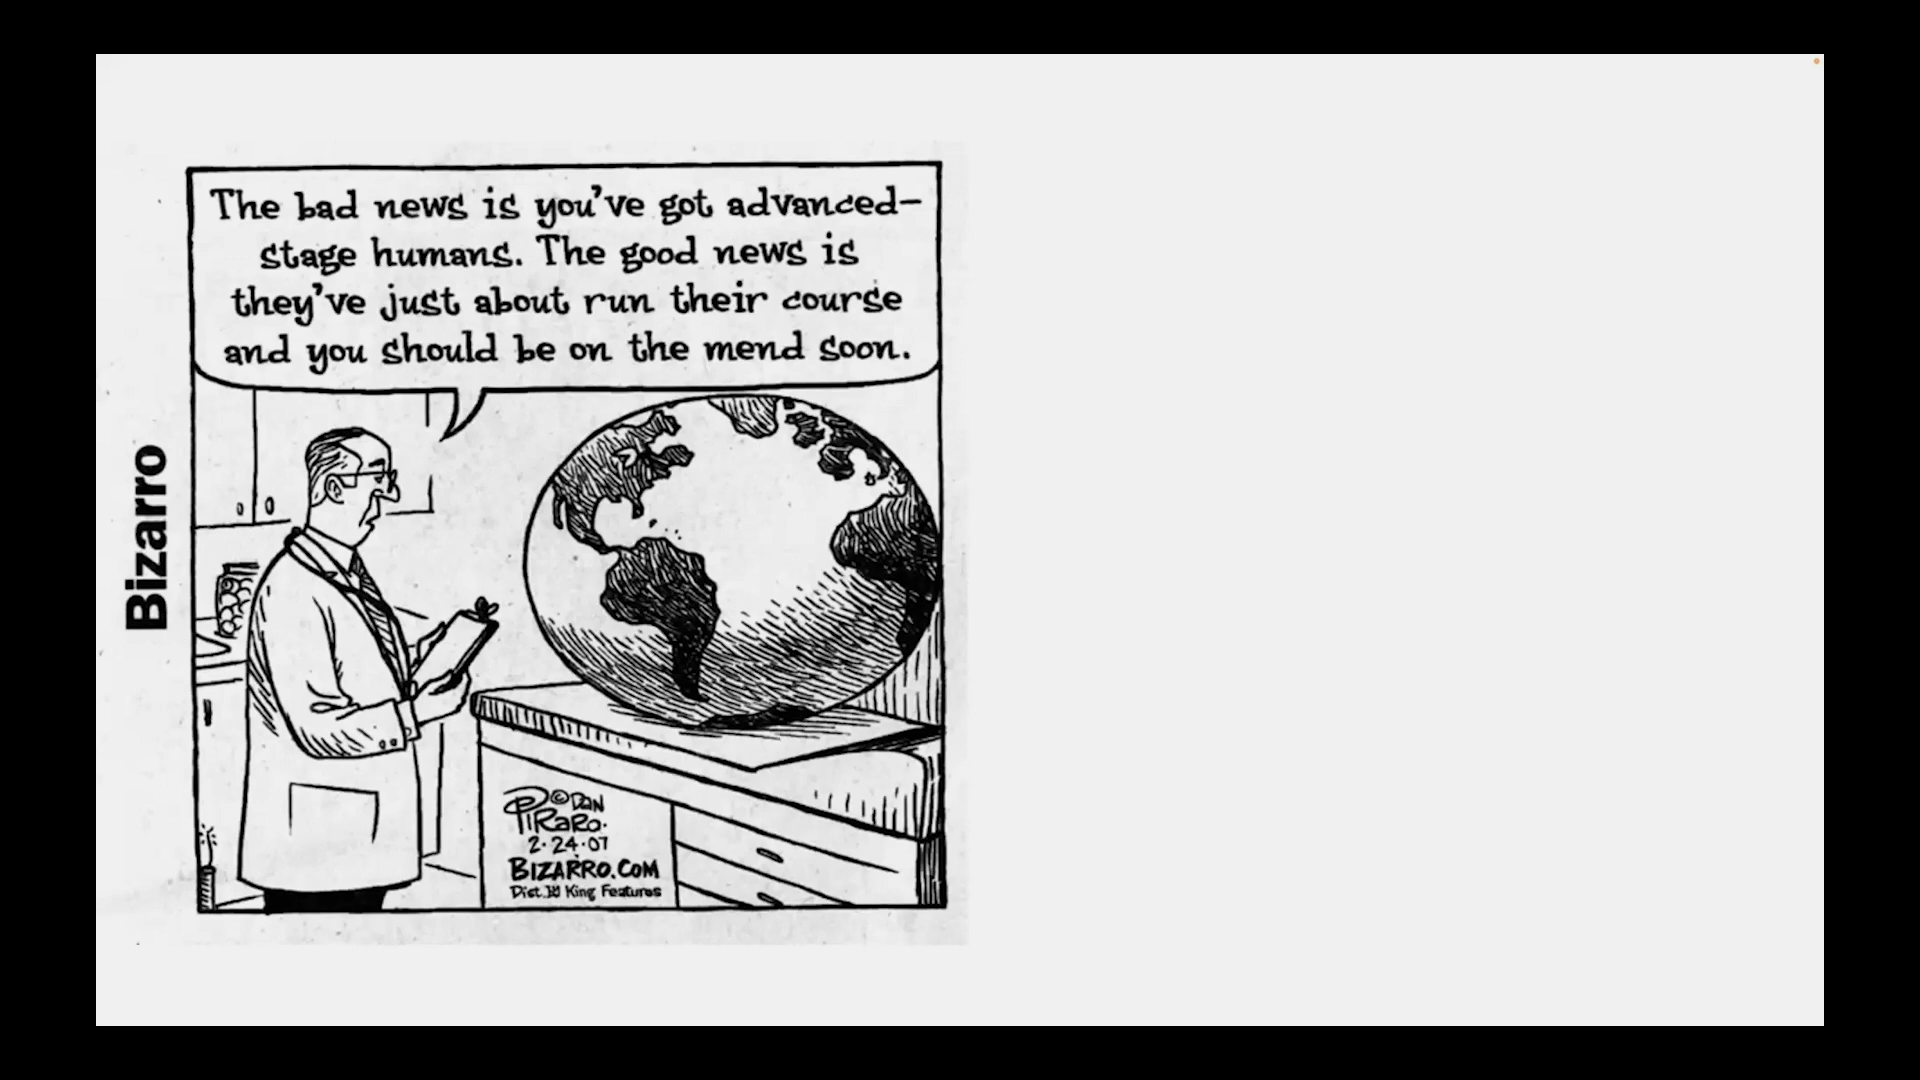 The bad news is you've got advanced-
stage humans. The good news is
they've just about run their course
and you should be on the mend soon.
Bizarro
© Dan
Piraro.
2·24·07
Bizarro.com
Dist. by King Features